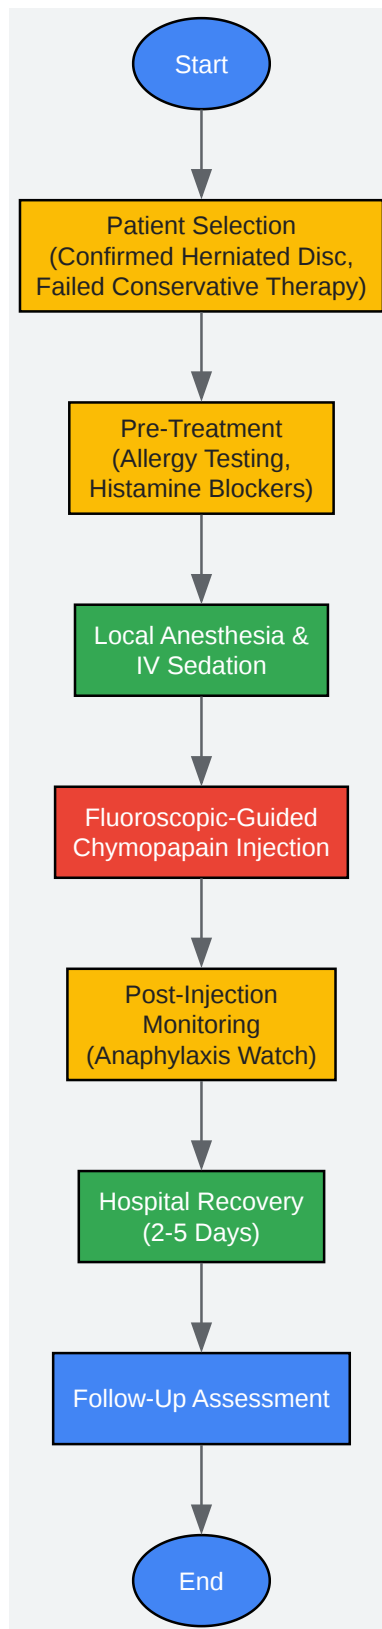 Start
Patient Selection
(Confirmed Herniated Disc,
Failed Conservative Therapy)
Pre-Treatment
(Allergy Testing,
Histamine Blockers)
Local Anesthesia &
IV Sedation
Fluoroscopic-Guided
Chymopapain Injection
Post-Injection
Monitoring
(Anaphylaxis Watch)
Hospital Recovery
(2-5 Days)
Follow-Up Assessment
End